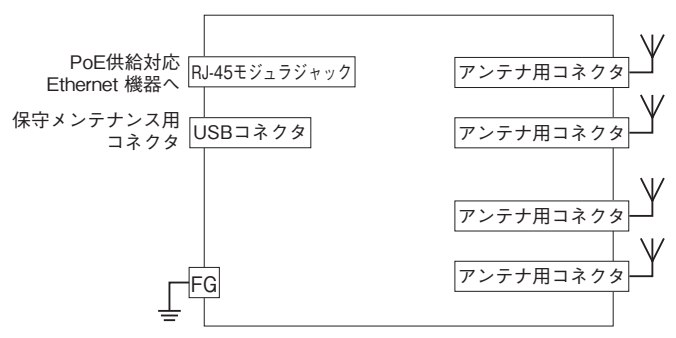 PoE供給対応
Ethernet 機器へ
RJ-45モジュラジャック
保守メンテナンス用
コネクタ
USBコネクタ
FG
アンテナ用コネクタ
アンテナ用コネクタ
アンテナ用コネクタ
アンテナ用コネクタ